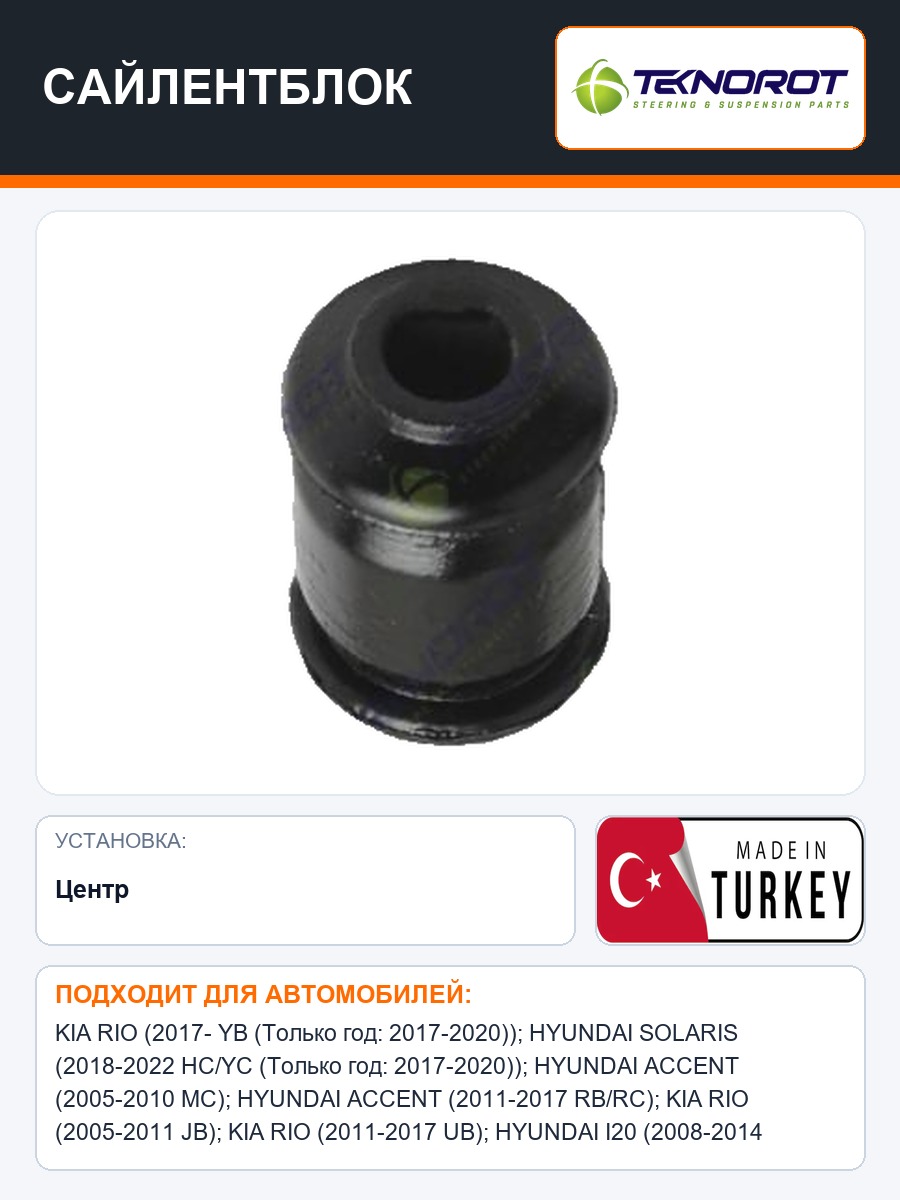 САЙЛЕНТБЛОК
TEKNOROT
STEERING & SUSPENSION PARTS
УСТАНОВКА:
Центр
MADE IN
TURKEY
ПОДХОДИТ ДЛЯ АВТОМОБИЛЕЙ:
KIA RIO (2017- YB (Только год: 2017-2020)); HYUNDAI SOLARIS
(2018-2022 HC/YC (Только год: 2017-2020)); HYUNDAI ACCENT
(2005-2010 MC); HYUNDAI ACCENT (2011-2017 RB/RC); KIA RIO
(2005-2011 JB); KIA RIO (2011-2017 UB); HYUNDAI I20 (2008-2014